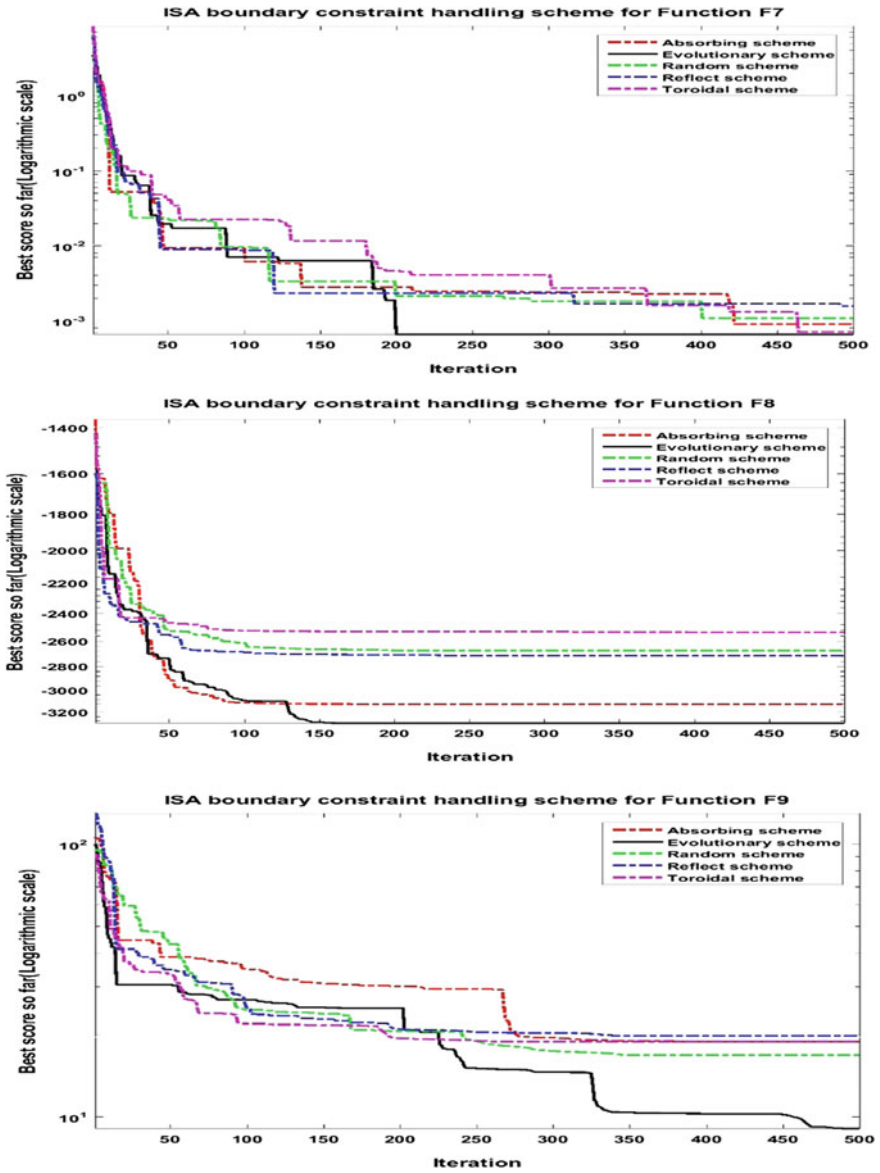 ISA boundary constraint handling scheme for Function F7
Best score so far(Logarithmic scale)
10^0
10^-1
10^-2
10^-3
Absorbing scheme
Evolutionary scheme
Random scheme
Reflect scheme
Toroidal scheme
50 100 150 200 250 300 350 400 450 500
Iteration
ISA boundary constraint handling scheme for Function F8
Best score so far(Logarithmic scale)
-1400
-1600
-1800
-2000
-2200
-2400
-2600
-2800
-3000
-3200
Absorbing scheme
Evolutionary scheme
Random scheme
Reflect scheme
Toroidal scheme
50 100 150 200 250 300 350 400 450 500
Iteration
ISA boundary constraint handling scheme for Function F9
Best score so far(Logarithmic scale)
10^2
10^1
Absorbing scheme
Evolutionary scheme
Random scheme
Reflect scheme
Toroidal scheme
50 100 150 200 250 300 350 400 450 500
Iteration